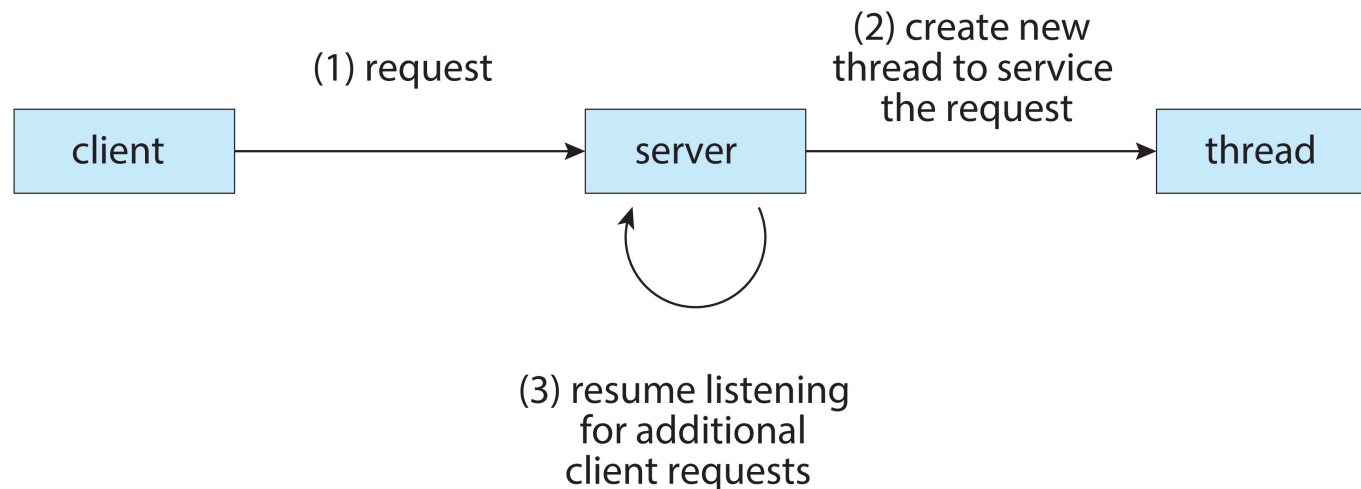 (1) request
(2) create new
thread to service
the request
client
server
thread
(3) resume listening
for additional
client requests